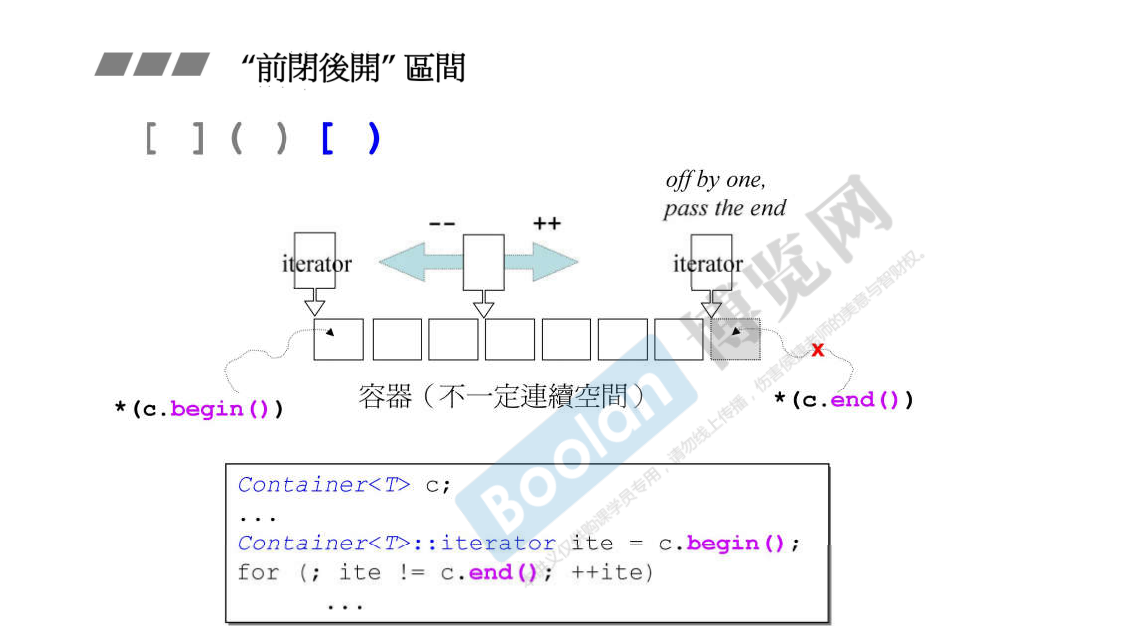 “前閉後開” 區間
[ ] ( ) [ )
off by one,
pass the end
-- ++
iterator
iterator
x
*(c.begin())
容器（不一定連續空間）
*(c.end())
Container<T> c;
...
Container<T>::iterator ite = c.begin();
for (; ite != c.end(); ++ite)
...
Boolan
博览网